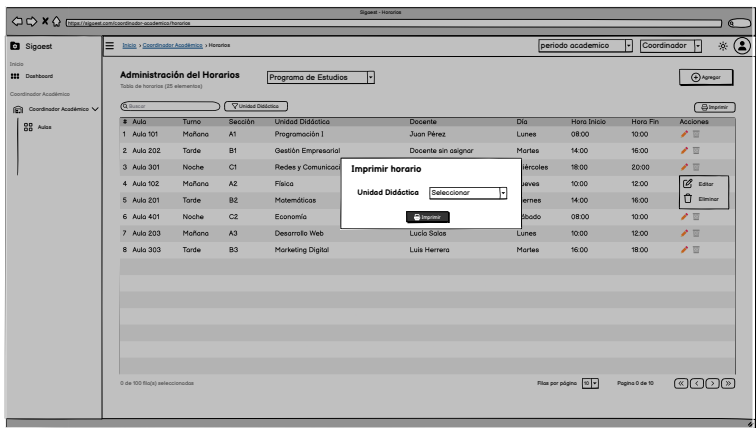 Sigaest - Horarios
https://sigaest.com/coordinador-academico/horarios
Sigaest
Inicio > Coordinador Académico > Horarios
periodo academico
Coordinador
Inicio
Dashboard
Coordinador Académico
Coordinador Académico
Aulas
Administración del Horarios
Tabla de horarios (25 elementos)
Programa de Estudios
Agregar
Buscar
Unidad Didáctica
Imprimir
# Aula Turno Sección Unidad Didáctica Docente Día Hora Inicio Hora Fin Acciones
1 Aula 101 Mañana A1 Programación I Juan Pérez Lunes 08:00 10:00
2 Aula 202 Tarde B1 Gestión Empresarial Docente sin asignar Martes 14:00 16:00
3 Aula 301 Noche C1 Redes y Comunicaci iércoles 18:00 20:00
4 Aula 102 Mañana A2 Física ueves 10:00 12:00
5 Aula 201 Tarde B2 Matemáticas iernes 14:00 16:00
6 Aula 401 Noche C2 Economía ábado 08:00 10:00
7 Aula 203 Mañana A3 Desarrollo Web Lucía Salas Lunes 10:00 12:00
8 Aula 303 Tarde B3 Marketing Digital Luis Herrera Martes 16:00 18:00
Imprimir horario
Unidad Didáctica Seleccionar
Imprimir
Editar
Eliminar
0 de 100 fila(s) seleccionadas
Filas por página 10
Pagina 0 de 10